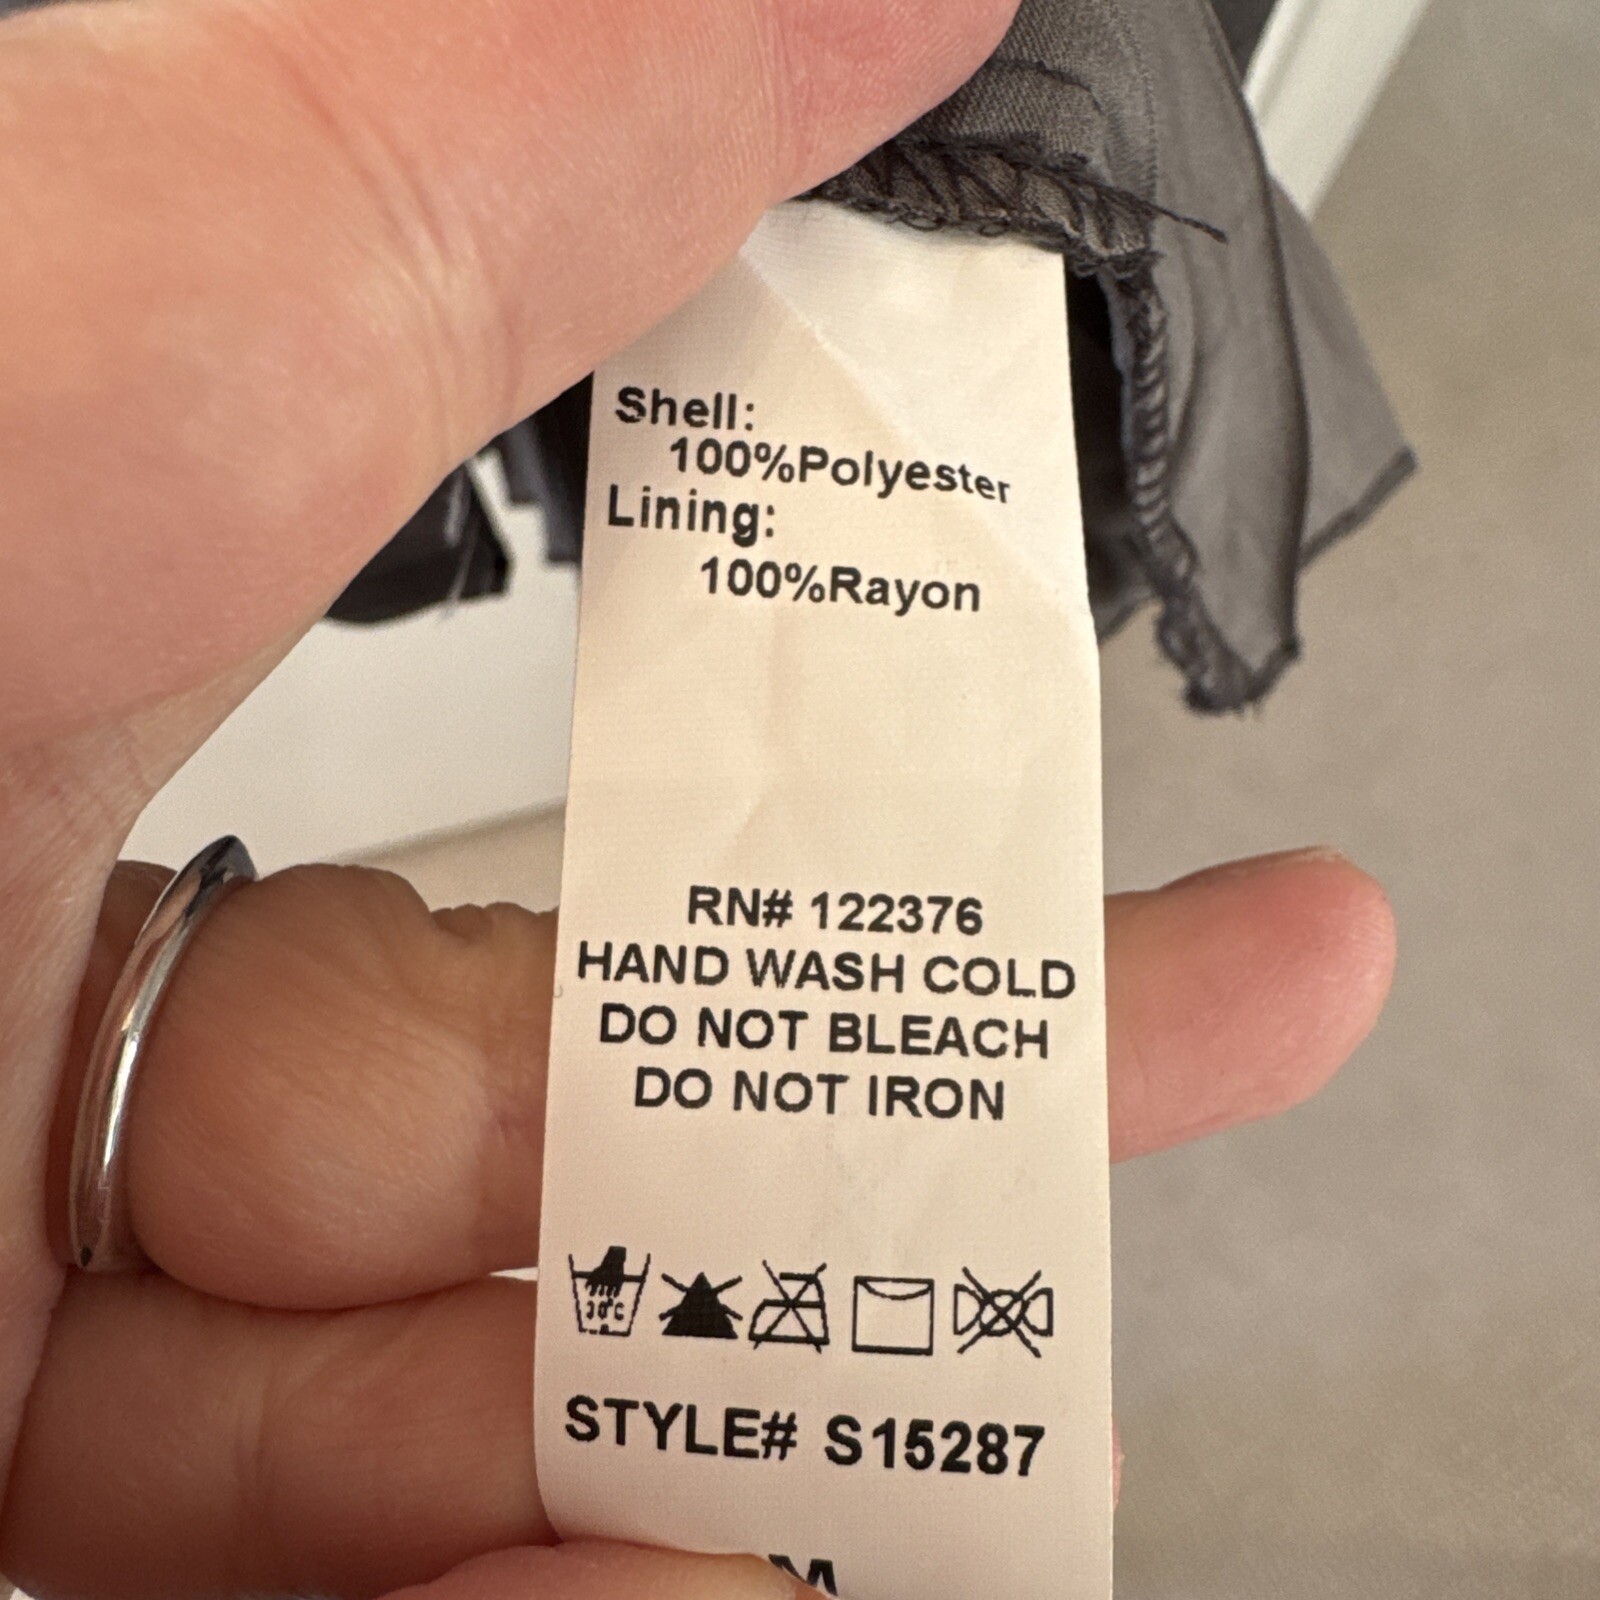 Shell:
100%Polyester
Lining:
100%Rayon
RN# 122376
HAND WASH COLD
DO NOT BLEACH
DO NOT IRON
30°C
STYLE# S15287
M